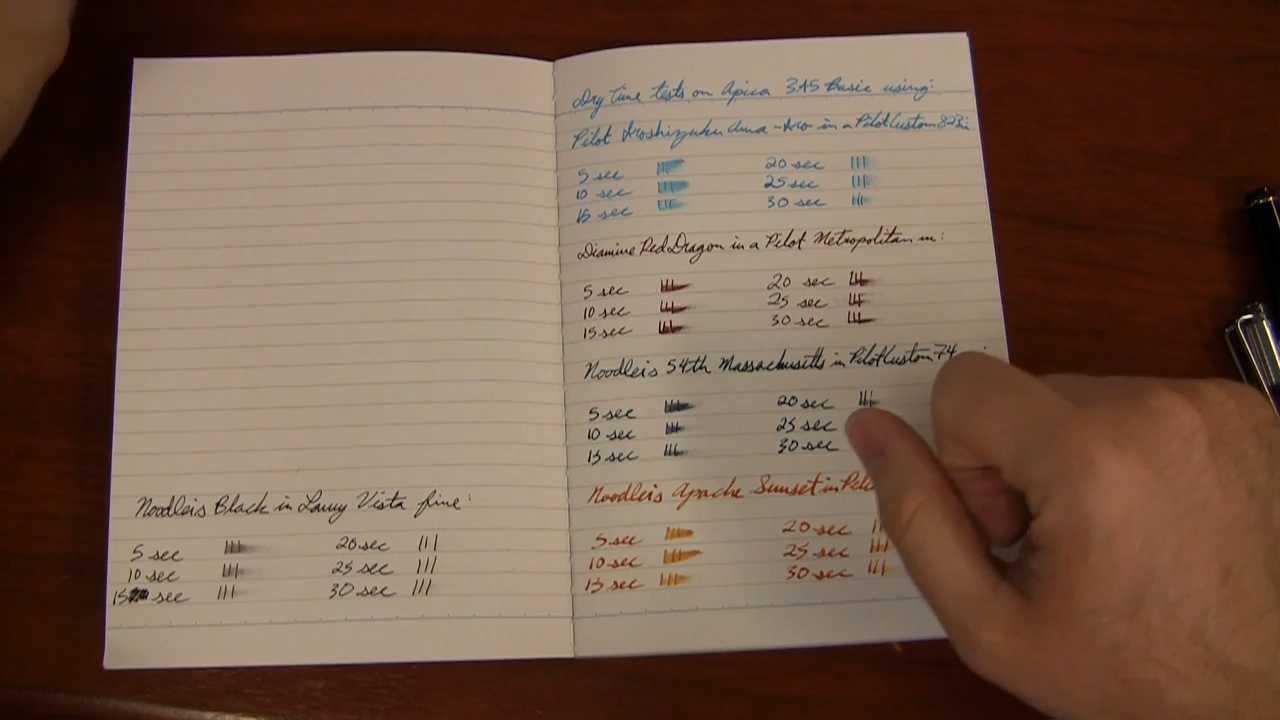 Dry time tests on Apica 3A5 Basic using:
Pilot Iroshizuku Ama-Iro in a Pilot Custom 823:
5 sec 20 sec
10 sec 25 sec
15 sec 30 sec
Diamine Red Dragon in a Pilot Metropolitan m:
5 sec 20 sec
10 sec 25 sec
15 sec 30 sec
Noodler's 54th Massachusetts in Pilot Custom 74
5 sec 20 sec
10 sec 25 sec
15 sec 30 sec
Noodler's Apache Sunset in
5 sec 20 sec
10 sec 25 sec
15 sec 30 sec
Noodler's Black in Lamy Vista fine:
5 sec 20 sec
10 sec 25 sec
15 sec 30 sec